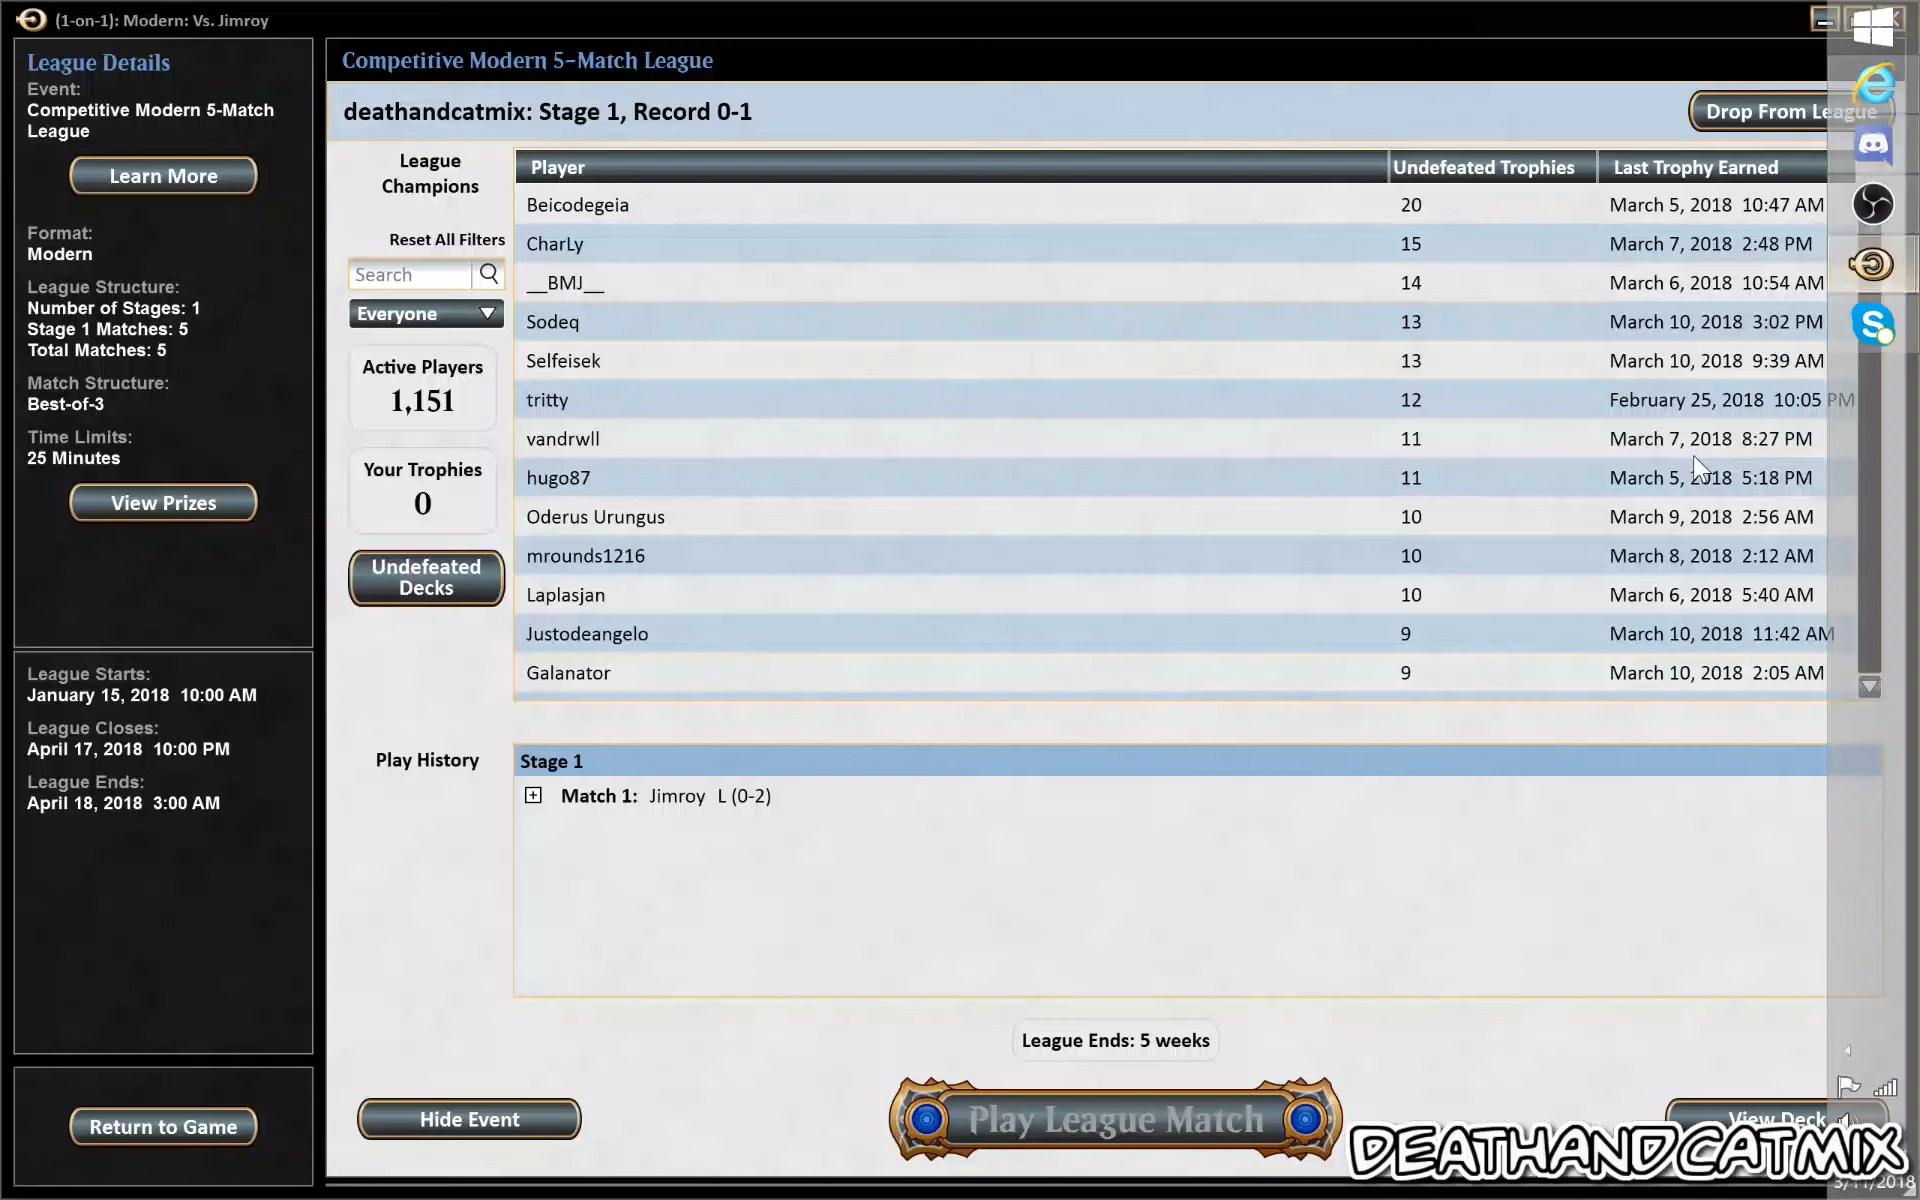 (1-on-1): Modern: Vs. Jimroy
League Details
Event:
Competitive Modern 5-Match
League
Learn More
Format:
Modern
League Structure:
Number of Stages: 1
Stage 1 Matches: 5
Total Matches: 5
Match Structure:
Best-of-3
Time Limits:
25 Minutes
View Prizes
League Starts:
January 15, 2018 10:00 AM
League Closes:
April 17, 2018 10:00 PM
League Ends:
April 18, 2018 3:00 AM
Return to Game
Competitive Modern 5-Match League
deathandcatmix: Stage 1, Record 0-1
Drop From League
League
Champions
Reset All Filters
Search
Everyone
Active Players
1,151
Your Trophies
0
Undefeated
Decks
Player Undefeated Trophies Last Trophy Earned
Beicodegeia 20 March 5, 2018 10:47 AM
CharLy 15 March 7, 2018 2:48 PM
__BMJ__ 14 March 6, 2018 10:54 AM
Sodeq 13 March 10, 2018 3:02 PM
Selfeisek 13 March 10, 2018 9:39 AM
tritty 12 February 25, 2018 10:05 PM
vandrwll 11 March 7, 2018 8:27 PM
hugo87 11 March 5, 2018 5:18 PM
Oderus Urungus 10 March 9, 2018 2:56 AM
mrounds1216 10 March 8, 2018 2:12 AM
Laplasjan 10 March 6, 2018 5:40 AM
Justodeangelo 9 March 10, 2018 11:42 AM
Galanator 9 March 10, 2018 2:05 AM
Play History
Stage 1
Match 1: Jimroy L (0-2)
League Ends: 5 weeks
Hide Event
Play League Match
View Deck
DEATHANDCATMIX
3/11/2018